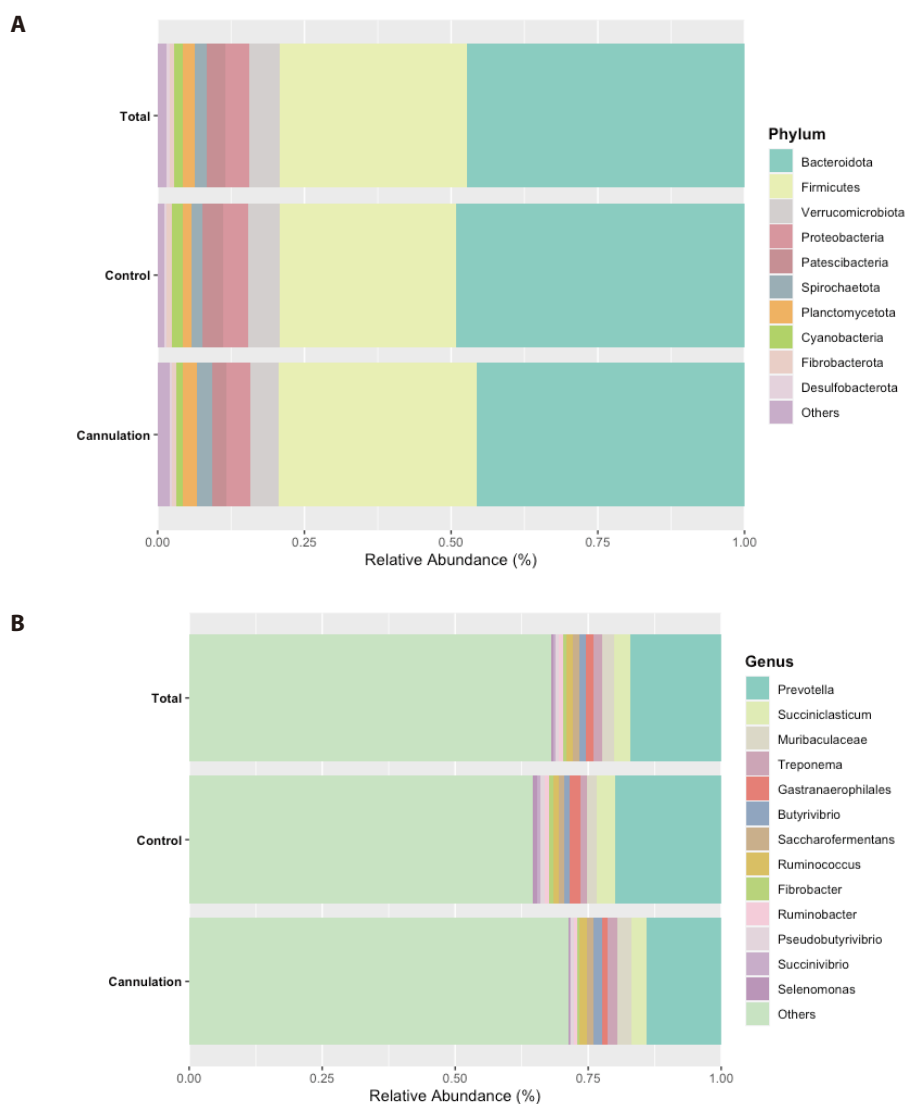 A
Total
Control
Cannulation
0.00
0.25
0.50
0.75
1.00
Relative Abundance (%)
Phylum
Bacteroidota
Firmicutes
Verrucomicrobiota
Proteobacteria
Patescibacteria
Spirochaetota
Planctomycetota
Cyanobacteria
Fibrobacterota
Desulfobacterota
Others
B
Total
Control
Cannulation
0.00
0.25
0.50
0.75
1.00
Relative Abundance (%)
Genus
Prevotella
Succiniclasticum
Muribaculaceae
Treponema
Gastranaerophilales
Butyrivibrio
Saccharofermentans
Ruminococcus
Fibrobacter
Ruminobacter
Pseudobutyrivibrio
Succinivibrio
Selenomonas
Others